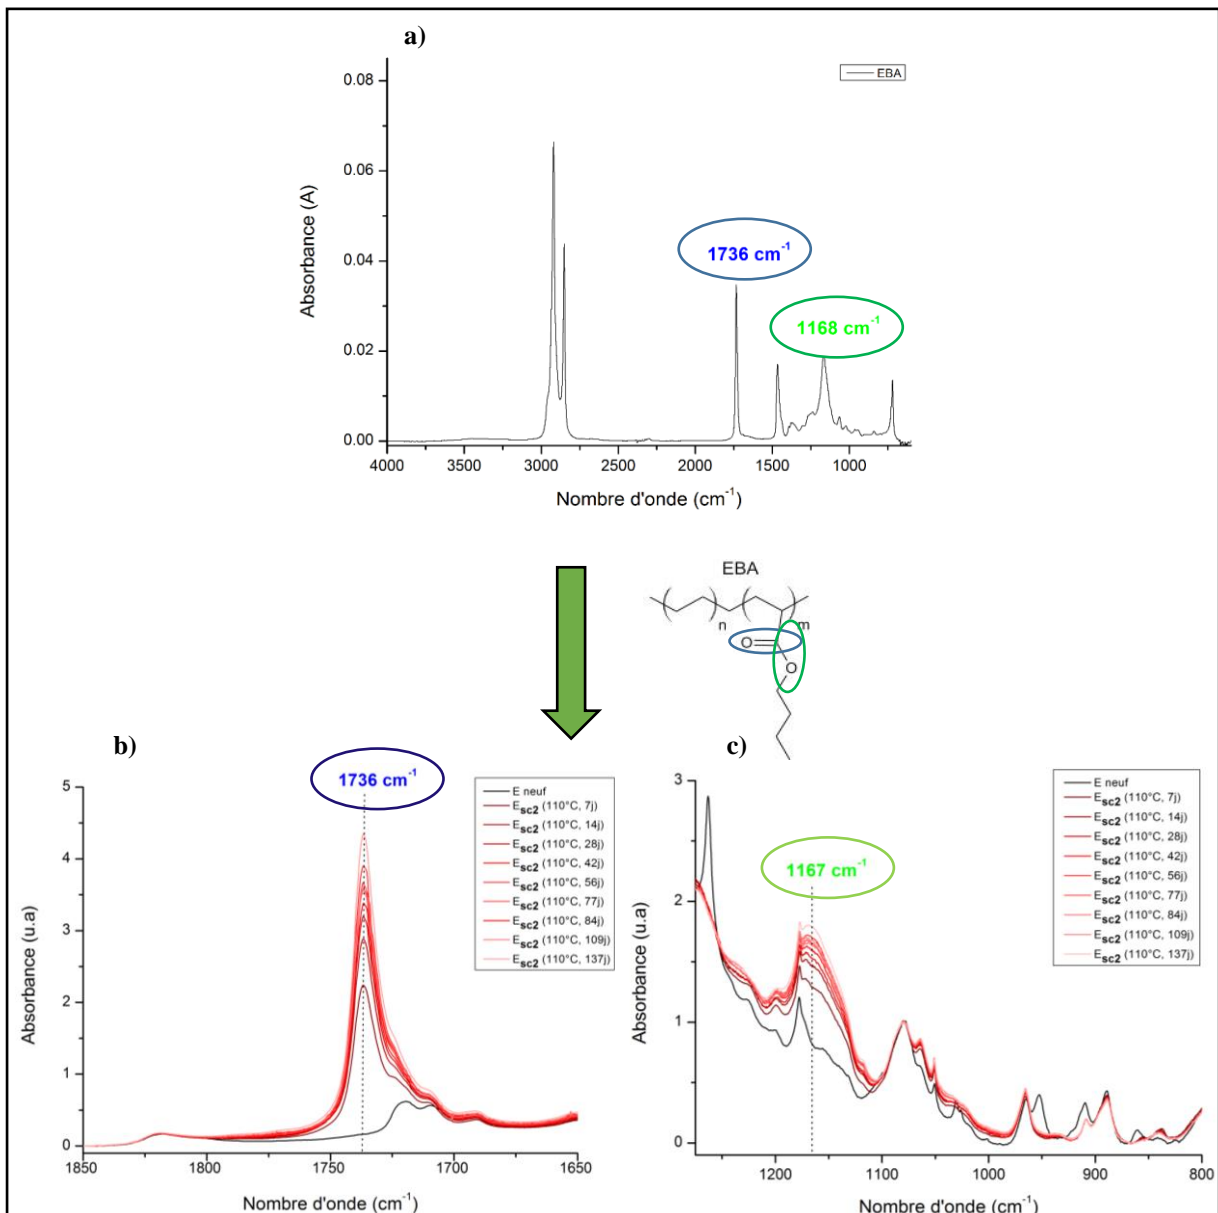 a)
EBA
0.08
0.06
0.04
0.02
0.00
Absorbance (A)
1736 cm⁻¹
1168 cm⁻¹
4000 3500 3000 2500 2000 1500 1000
Nombre d'onde (cm⁻¹)
EBA
n
m
O
O
b)
1736 cm⁻¹
5
4
3
2
1
0
Absorbance (u.a)
E neuf
Esc2 (110°C, 7j)
Esc2 (110°C, 14j)
Esc2 (110°C, 28j)
Esc2 (110°C, 42j)
Esc2 (110°C, 56j)
Esc2 (110°C, 77j)
Esc2 (110°C, 84j)
Esc2 (110°C, 109j)
Esc2 (110°C, 137j)
1850 1800 1750 1700 1650
Nombre d'onde (cm⁻¹)
c)
1167 cm⁻¹
3
2
1
0
Absorbance (u.a)
E neuf
Esc2 (110°C, 7j)
Esc2 (110°C, 14j)
Esc2 (110°C, 28j)
Esc2 (110°C, 42j)
Esc2 (110°C, 56j)
Esc2 (110°C, 77j)
Esc2 (110°C, 84j)
Esc2 (110°C, 109j)
Esc2 (110°C, 137j)
1200 1100 1000 900 800
Nombre d'onde (cm⁻¹)